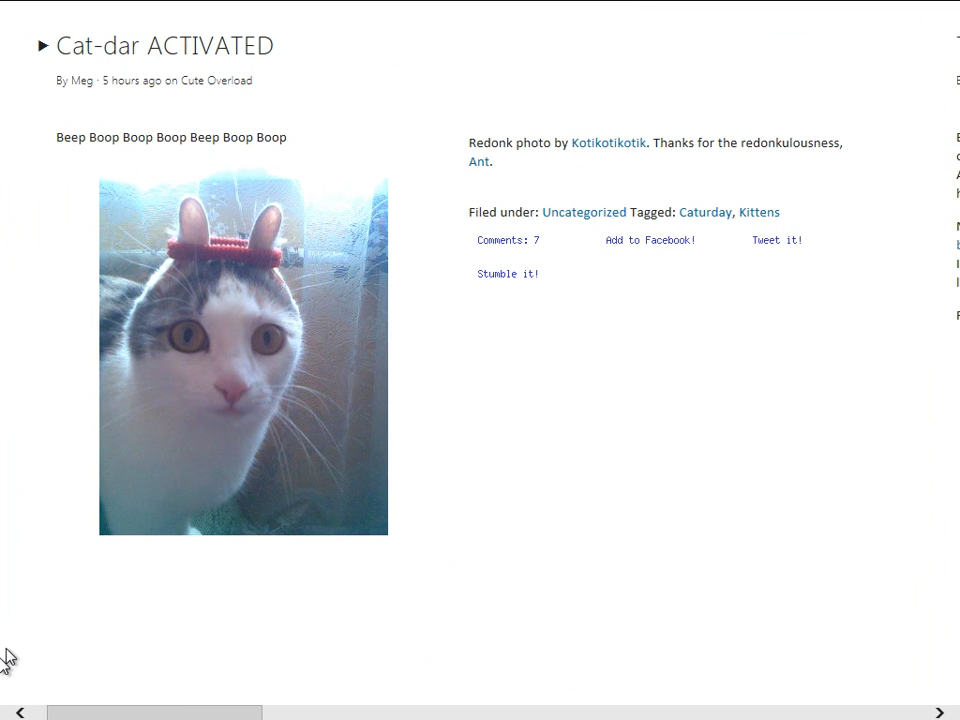 Cat-dar ACTIVATED
By Meg · 5 hours ago on Cute Overload
Beep Boop Boop Boop Beep Boop Boop
Redonk photo by Kotikotikotik. Thanks for the redonkulousness,
Ant.
Filed under: Uncategorized Tagged: Caturday, Kittens
Comments: 7 Add to Facebook! Tweet it!
Stumble it!